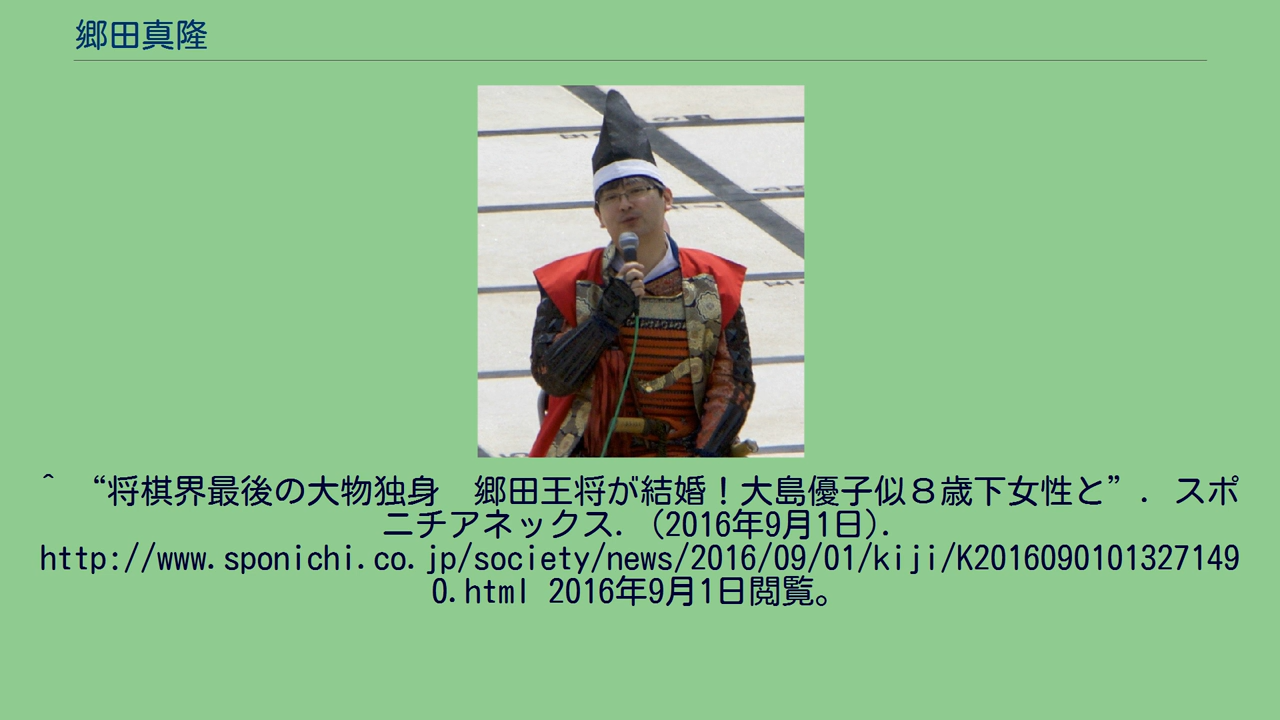 郷田真隆
^ “将棋界最後の大物独身　郷田王将が結婚！大島優子似８歳下女性と”. スポ
ニチアネックス. (2016年9月1日).
http://www.sponichi.co.jp/society/news/2016/09/01/kiji/K2016090101327149
0.html 2016年9月1日閲覧。